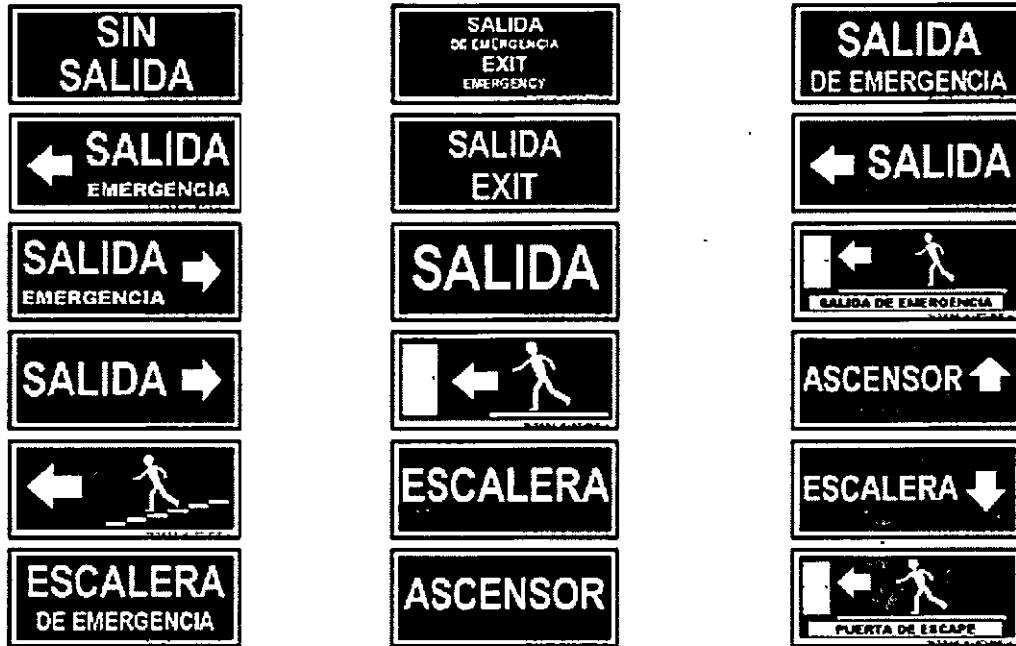 SIN
SALIDA
SALIDA
DE EMERGENCIA
EXIT
EMERGENCY
SALIDA
DE EMERGENCIA
SALIDA
EMERGENCIA
SALIDA
EXIT
SALIDA
SALIDA
EMERGENCIA
SALIDA
SALIDA DE EMERGENCIA
SALIDA
ASCENSOR
ESCALERA
ESCALERA
ESCALERA
DE EMERGENCIA
ASCENSOR
PUERTA DE ESCAPE